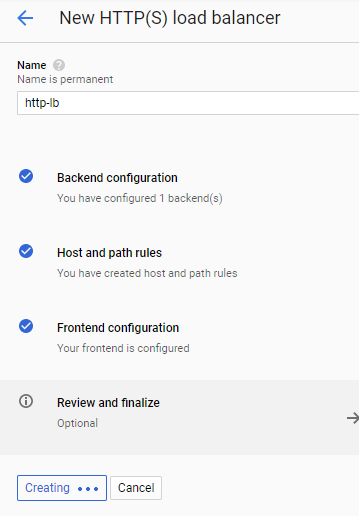 New HTTP(S) load balancer
Name
Name is permanent
http-lb
Backend configuration
You have configured 1 backend(s)
Host and path rules
You have created host and path rules
Frontend configuration
Your frontend is configured
Review and finalize
Optional
Creating
Cancel